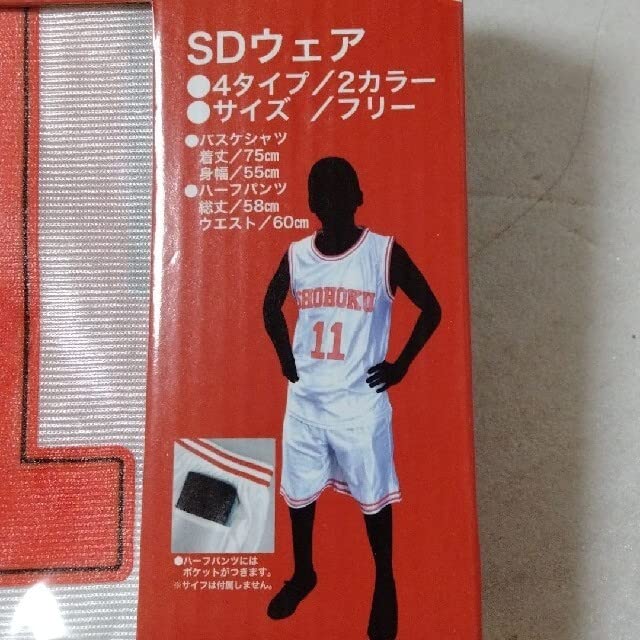 SDウェア
●4タイプ／2カラー
●サイズ ／フリー
●バスケシャツ
着丈／75㎝
身幅／55㎝
●ハーフパンツ
総丈／58㎝
ウエスト／60㎝
SHOHOKU
11
●ハーフパンツには
ポケットがつきます。
※サイフは付属しません。